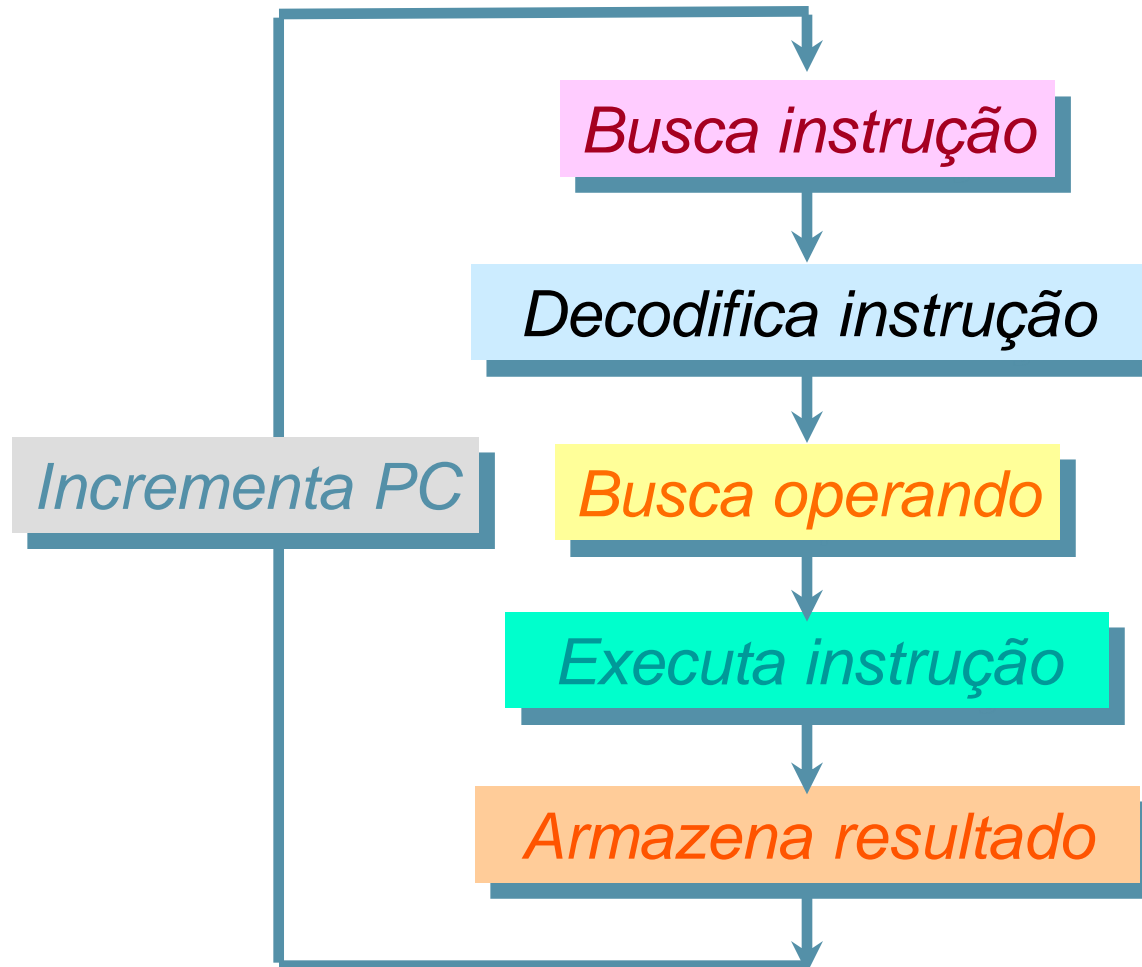 Busca instrução
Decodifica instrução
Incrementa PC
Busca operando
Executa instrução
Armazena resultado